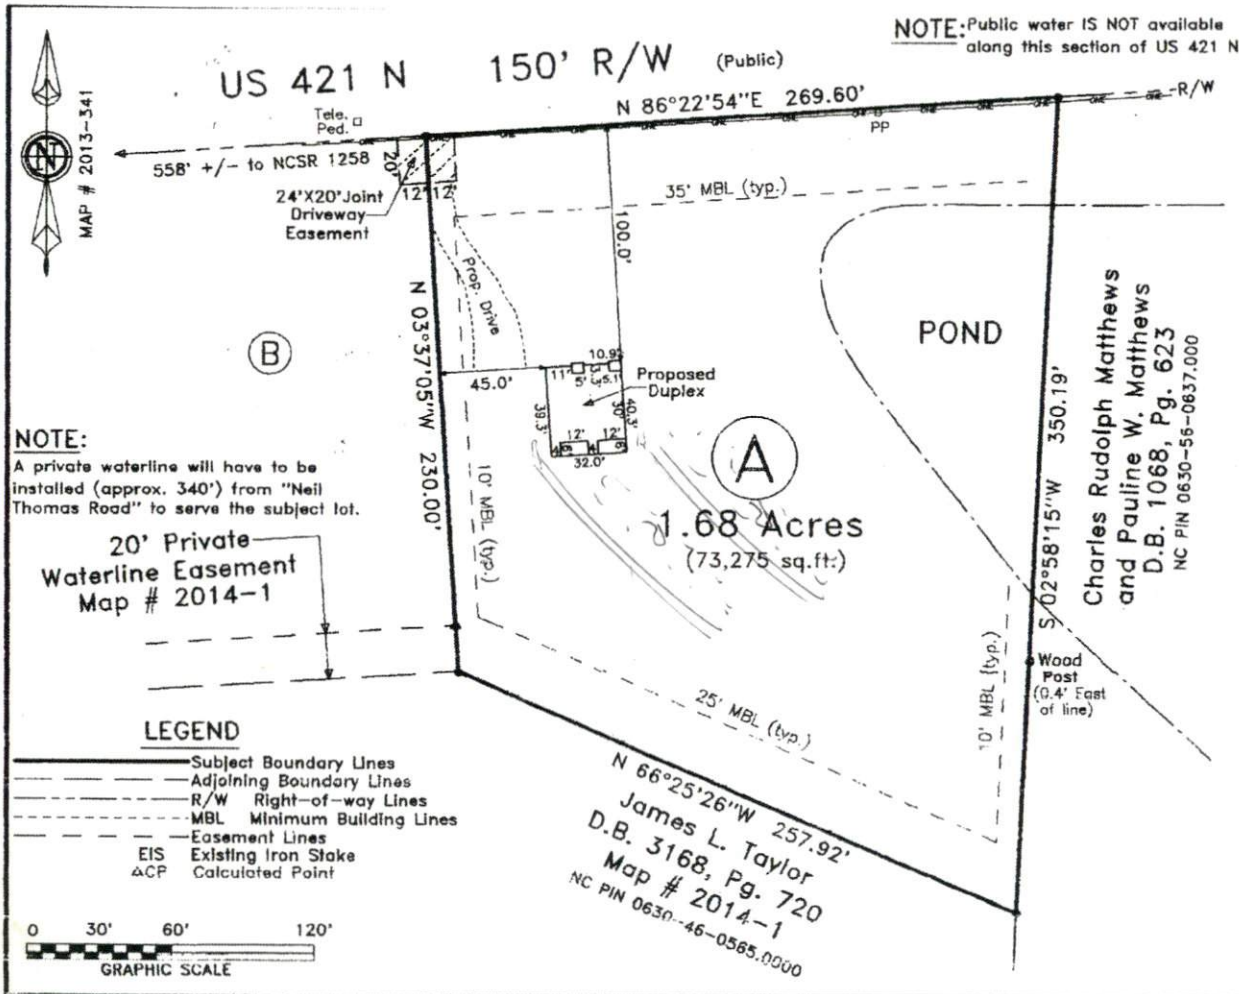 NOTE: Public water IS NOT available
along this section of US 421 N
US 421 N 150' R/W (Public)
N 86°22'54"E 269.60'
R/W
Tele.
Ped.
PP
N
MAP # 2013-341
558' +/- to NCSR 1258
20'
12' 12'
24'X20' Joint
Driveway
Easement
35' MBL (typ.)
100.0'
Prop. Drive
N 03°37'05"W 230.00'
B
POND
45.0'
11'
5'
5.1'
Proposed
Duplex
39.3'
30'
40.3'
12' 12'
4' 6' 4' 6'
32.0'
A
1.68 Acres
(73,275 sq.ft.)
10' MBL (typ.)
S 02°58'15"W 350.19'
Charles Rudolph Matthews
and Pauline W. Matthews
D.B. 1068, Pg. 623
NC PIN 0630-56-0637.000
NOTE:
A private waterline will have to be
installed (approx. 340') from "Neil
Thomas Road" to serve the subject lot.
20' Private
Waterline Easement
Map # 2014-1
Wood
Post
(0.4' East
of line)
10' MBL (typ.)
25' MBL (typ.)
N 66°25'26"W 257.92'
James L. Taylor
D.B. 3168, Pg. 720
Map # 2014-1
NC PIN 0630-46-0565.0000
LEGEND
Subject Boundary Lines
Adjoining Boundary Lines
R/W Right-of-way Lines
MBL Minimum Building Lines
Easement Lines
EIS Existing Iron Stake
△CP Calculated Point
0 30' 60' 120'
GRAPHIC SCALE